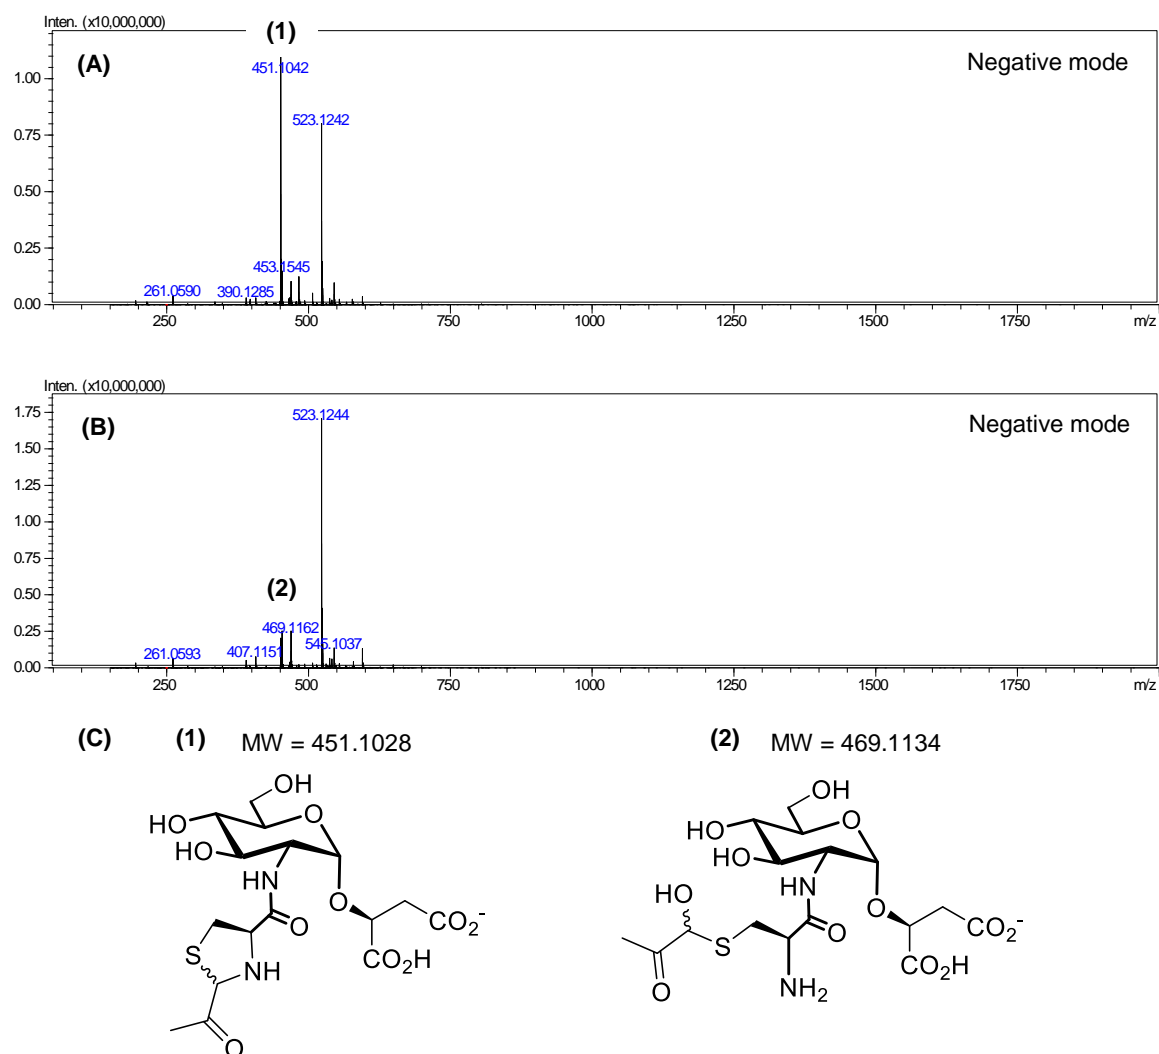 Inten. (x10,000,000)
(1)
(A)
Negative mode
451.1042
1.00
523.1242
0.75
0.50
0.25
453.1545
261.0590
390.1285
0.00
250 500 750 1000 1250 1500 1750 m/z
Inten. (x10,000,000)
1.75
523.1244
(B)
Negative mode
1.50
1.25
1.00
0.75
0.50
(2)
0.25
469.1162
407.1151
545.1037
261.0593
0.00
250 500 750 1000 1250 1500 1750 m/z
(C) (1) MW = 451.1028 (2) MW = 469.1134
OH
HO
O
HO
HN
O
O
CO2-
CO2H
S
NH
O
OH
HO
O
HO
OH
HN
O
O
CO2-
CO2H
S
NH2
O